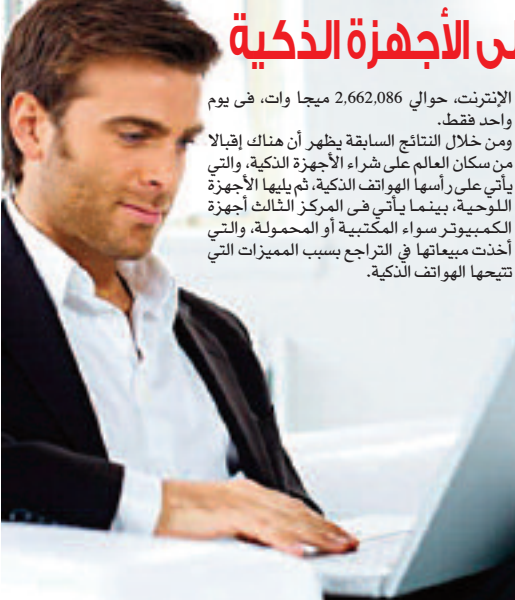 لى الأجهزة الذكية
الإنترنت، حوالي 2,662,086 ميجا وات، فى يوم
واحد فقط.
ومن خلال النتائج السابقة يظهر أن هناك إقبالا
من سكان العالم على شراء الأجهزة الذكية، والتي
يأتي على رأسها الهواتف الذكية، ثم يليها الأجهزة
اللوحية، بينما يأتي فى المركز الثالث أجهزة
الكمبيوتر سواء المكتبية أو المحمولة، والتي
أخذت مبيعاتها في التراجع بسبب المميزات التي
تتيحها الهواتف الذكية.